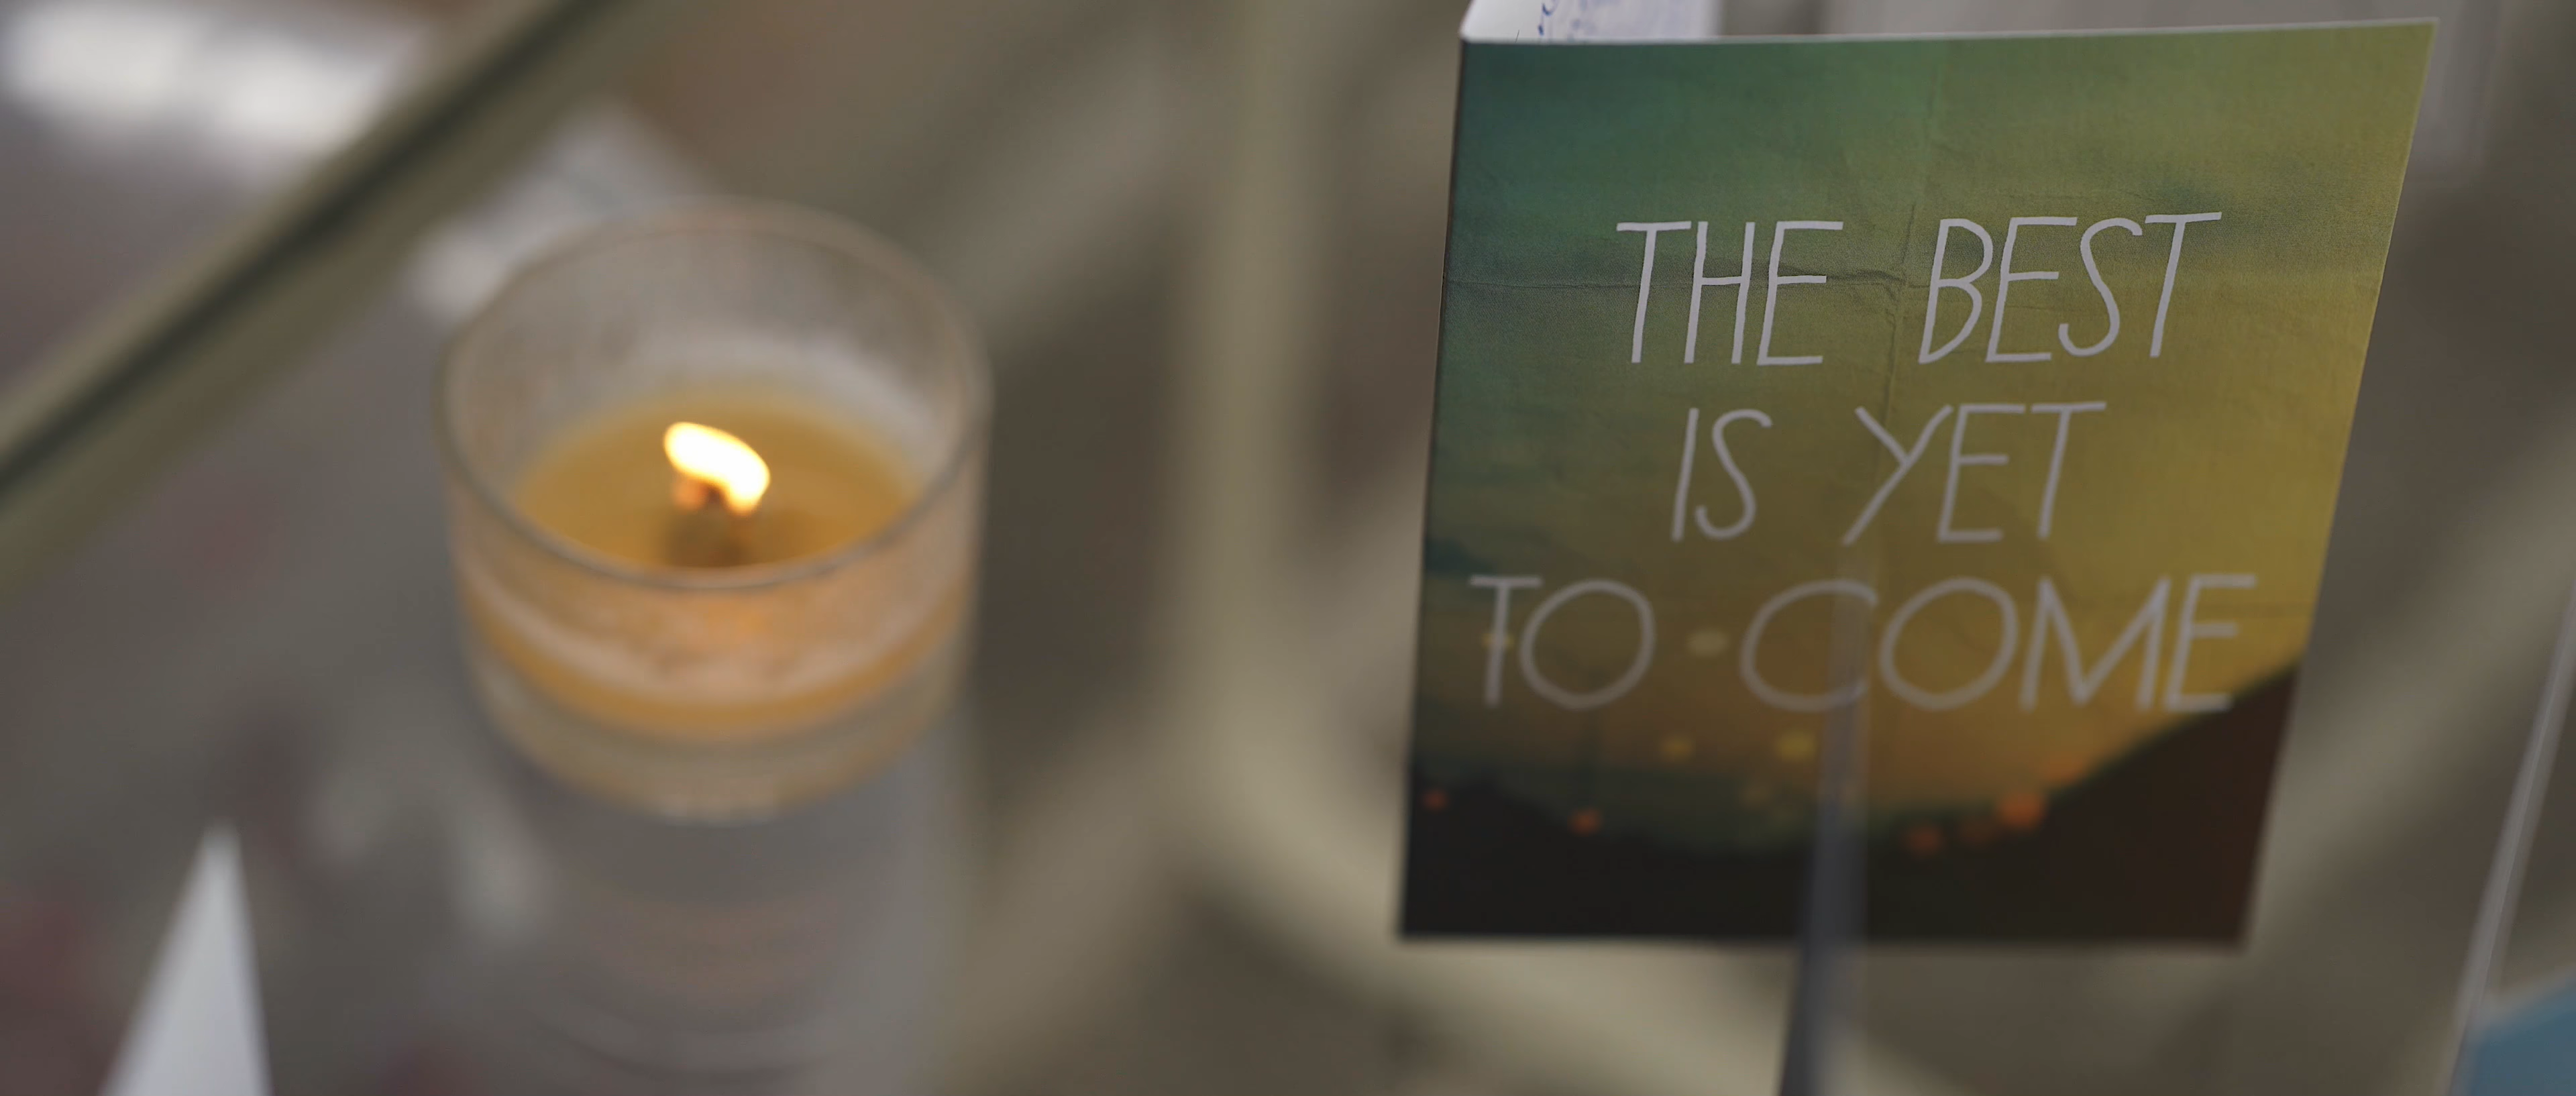 THE BEST
IS YET
TO COME